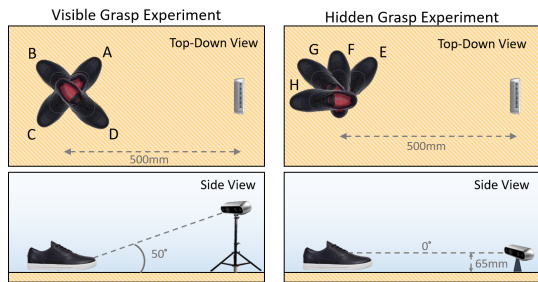 Visible Grasp Experiment
Top-Down View
B
A
C
D
500mm
Side View
50°
Hidden Grasp Experiment
Top-Down View
G
F
E
H
500mm
Side View
0°
65mm